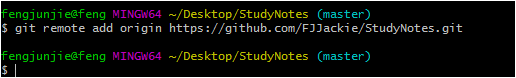 fengjunjie@feng MINGW64 ~/Desktop/StudyNotes (master)
$ git remote add origin https://github.com/FJJackie/StudyNotes.git
fengjunjie@feng MINGW64 ~/Desktop/StudyNotes (master)
$